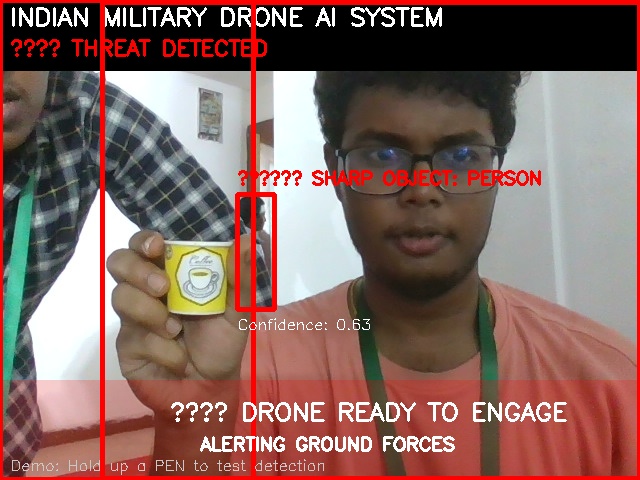 INDIAN MILITARY DRONE AI SYSTEM
???? THREAT DETECTED
?????? SHARP OBJECT: PERSON
Coffee
Confidence: 0.63
???? DRONE READY TO ENGAGE
ALERTING GROUND FORCES
Demo: Hold up a PEN to test detection